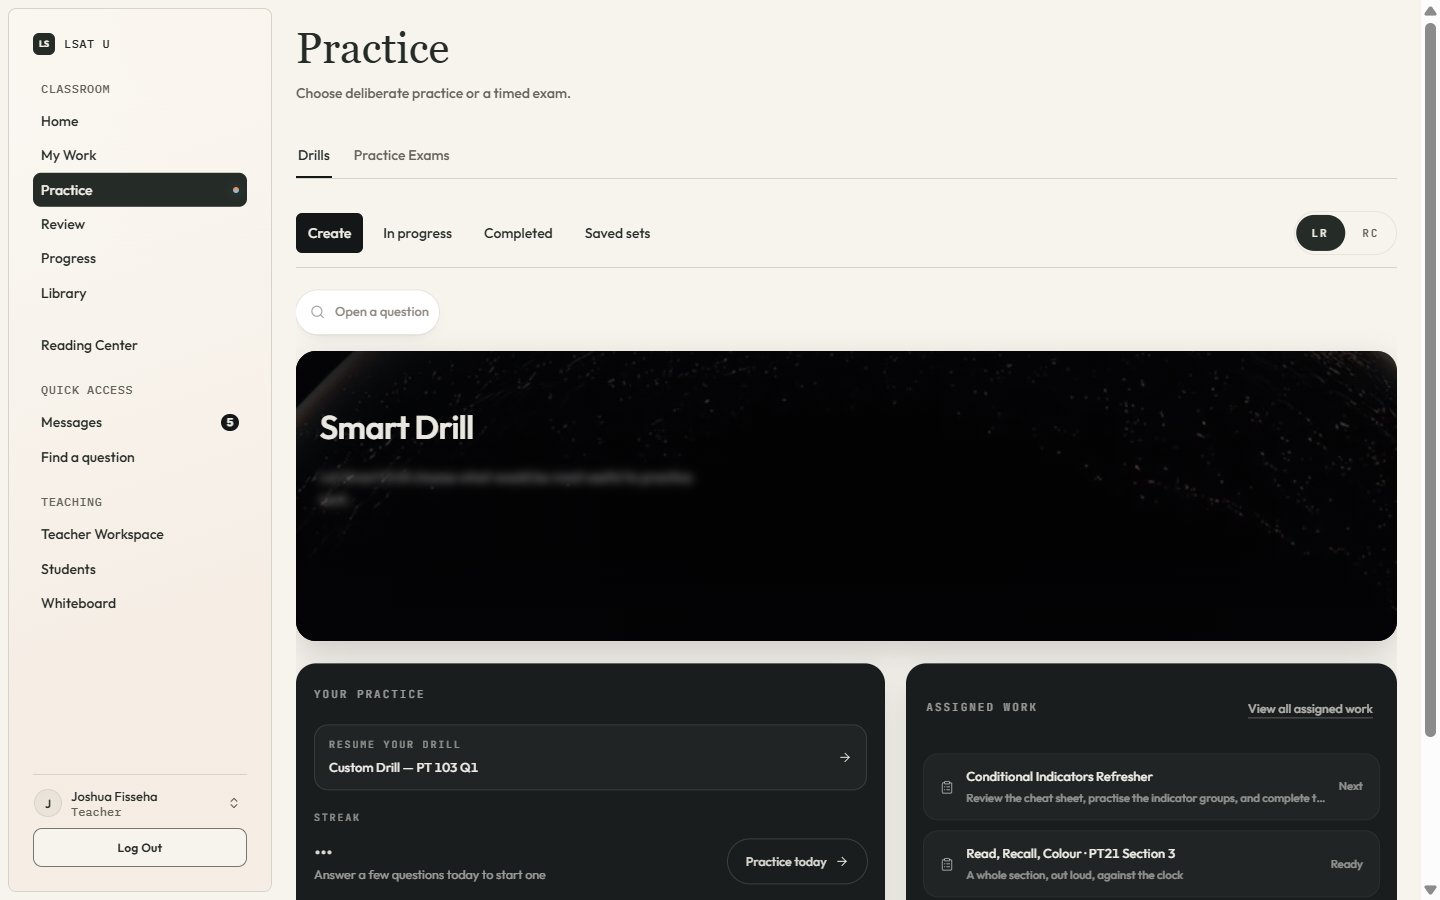 LS LSAT U
CLASSROOM
Home
My Work
Practice
Review
Progress
Library
Reading Center
QUICK ACCESS
Messages 5
Find a question
TEACHING
Teacher Workspace
Students
Whiteboard
J Joshua Fisseha
Teacher
Log Out
Practice
Choose deliberate practice or a timed exam.
Drills Practice Exams
Create In progress Completed Saved sets LR RC
Open a question
Smart Drill
YOUR PRACTICE
RESUME YOUR DRILL
Custom Drill — PT 103 Q1
STREAK
•••
Answer a few questions today to start one
Practice today →
ASSIGNED WORK View all assigned work
Conditional Indicators Refresher
Review the cheat sheet, practise the indicator groups, and complete t...
Next
Read, Recall, Colour · PT21 Section 3
A whole section, out loud, against the clock
Ready